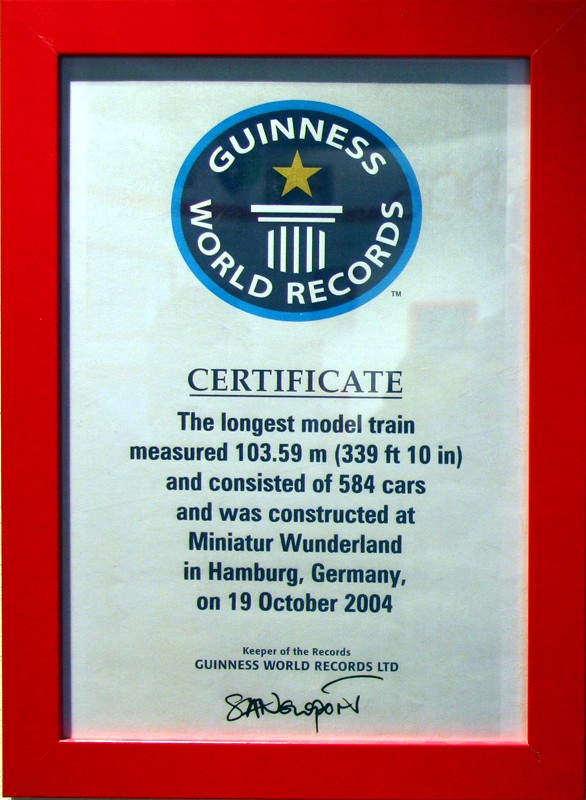 GUINNESS
WORLD RECORDS
TM
CERTIFICATE
The longest model train
measured 103.59 m (339 ft 10 in)
and consisted of 584 cars
and was constructed at
Miniatur Wunderland
in Hamburg, Germany,
on 19 October 2004
Keeper of the Records
GUINNESS WORLD RECORDS LTD